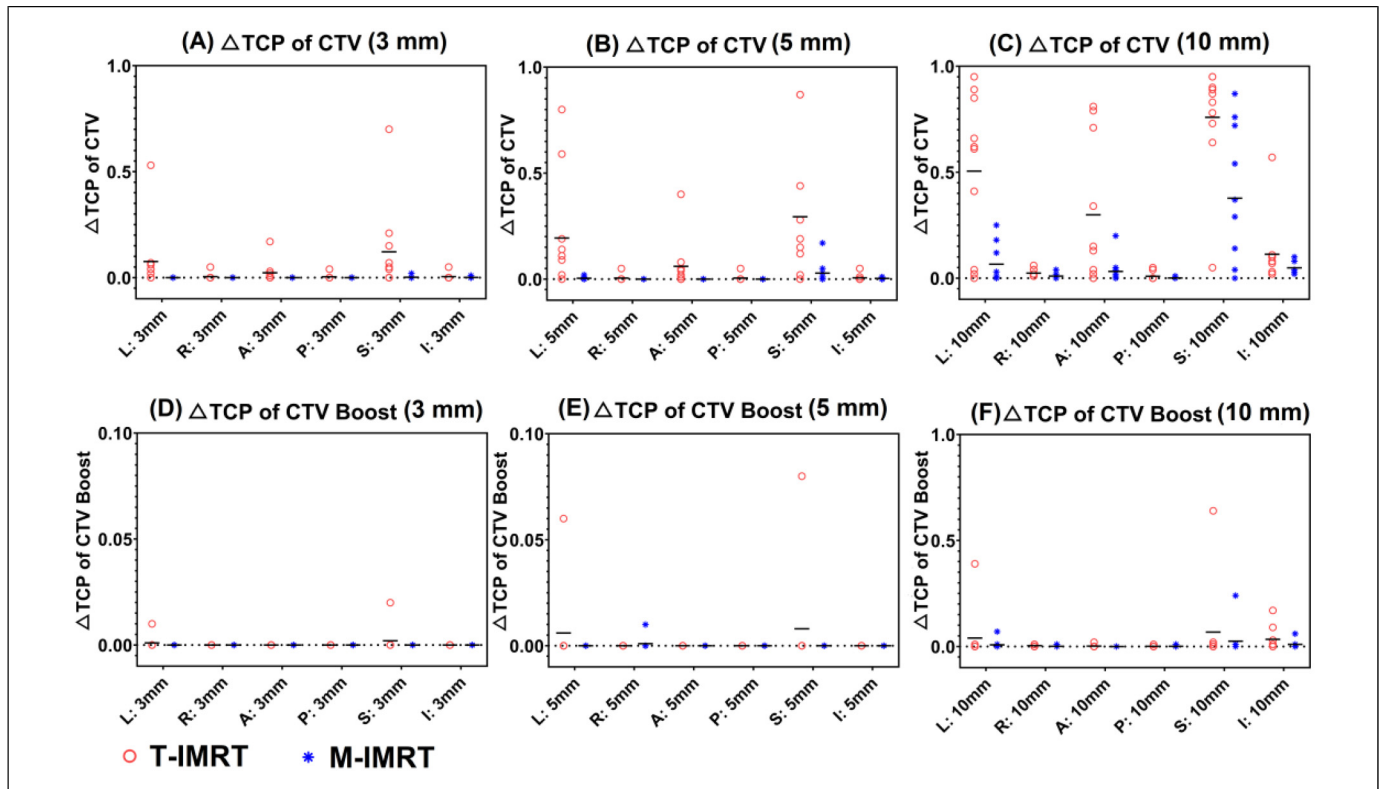 (A) △TCP of CTV (3 mm)
△TCP of CTV
1.0
0.5
0.0
L: 3mm
R: 3mm
A: 3mm
P: 3mm
S: 3mm
I: 3mm
(B) △TCP of CTV (5 mm)
△TCP of CTV
1.0
0.5
0.0
L: 5mm
R: 5mm
A: 5mm
P: 5mm
S: 5mm
I: 5mm
(C) △TCP of CTV (10 mm)
△TCP of CTV
1.0
0.5
0.0
L: 10mm
R: 10mm
A: 10mm
P: 10mm
S: 10mm
I: 10mm
(D) △TCP of CTV Boost (3 mm)
△TCP of CTV Boost
0.10
0.05
0.00
L: 3mm
R: 3mm
A: 3mm
P: 3mm
S: 3mm
I: 3mm
(E) △TCP of CTV Boost (5 mm)
△TCP of CTV Boost
0.10
0.05
0.00
L: 5mm
R: 5mm
A: 5mm
P: 5mm
S: 5mm
I: 5mm
(F) △TCP of CTV Boost (10 mm)
△TCP of CTV Boost
1.0
0.5
0.0
L: 10mm
R: 10mm
A: 10mm
P: 10mm
S: 10mm
I: 10mm
T-IMRT
M-IMRT